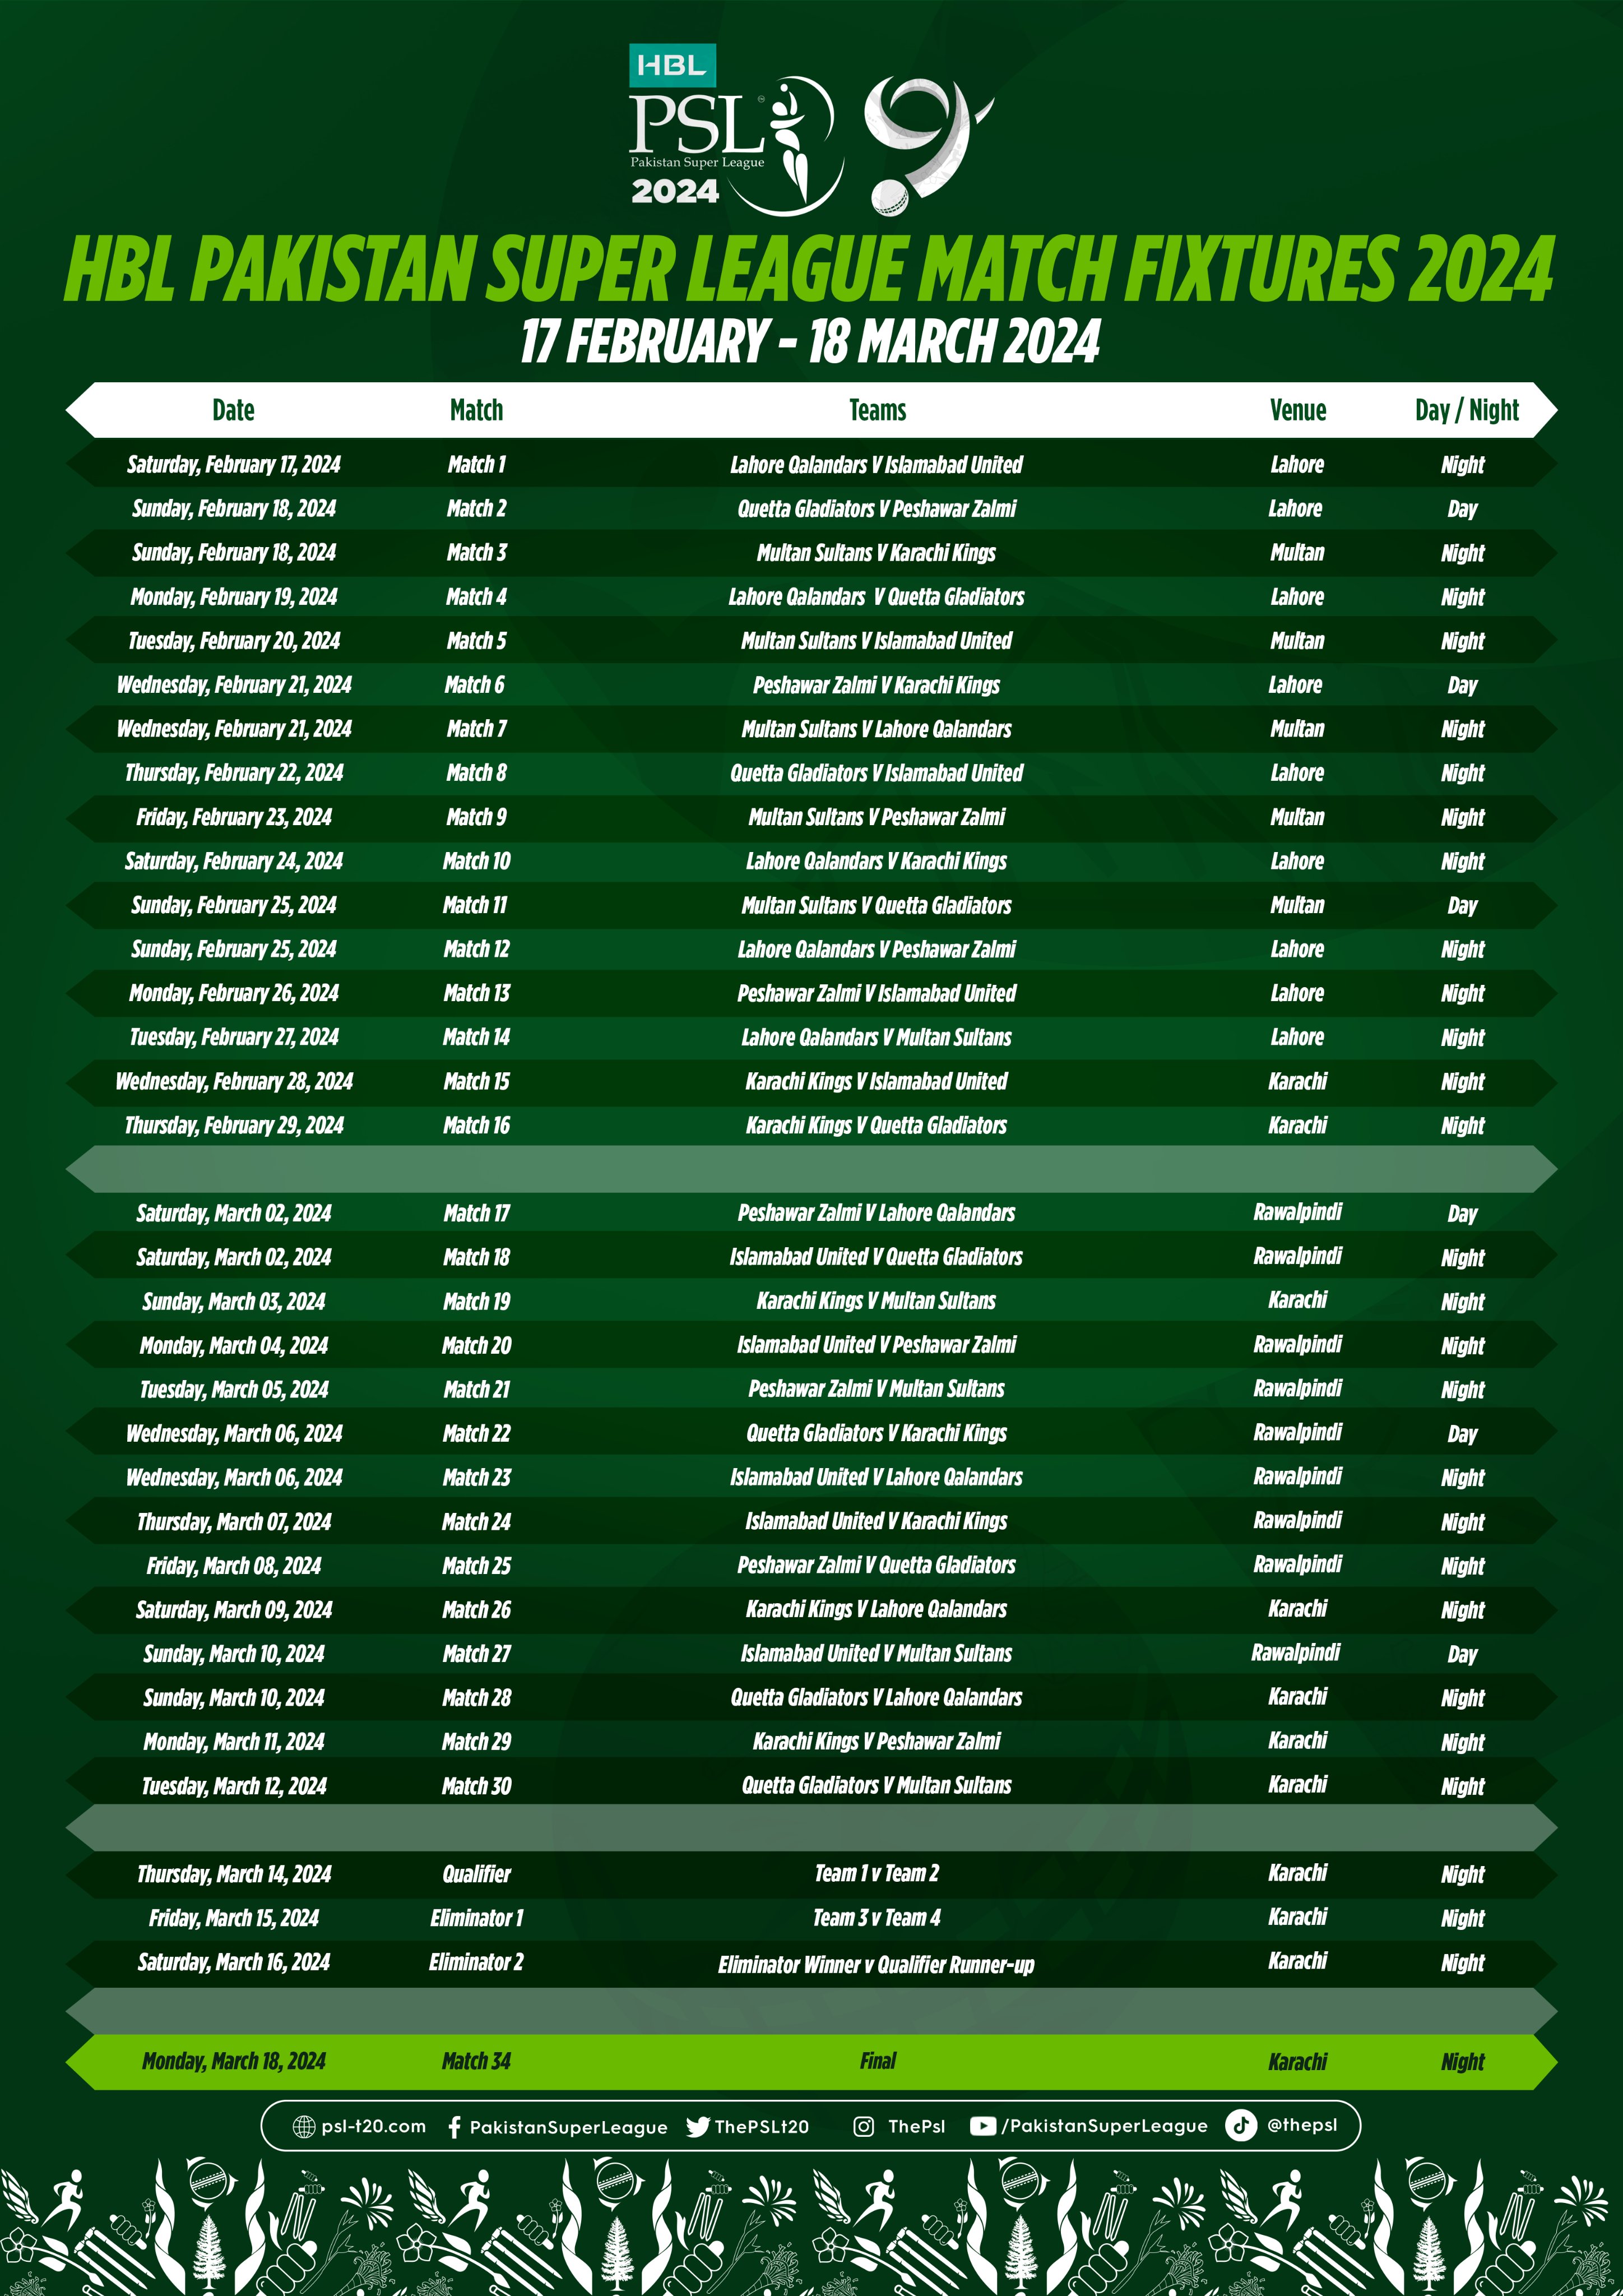 HBL
PSL
Pakistan Super League
2024
9
HBL PAKISTAN SUPER LEAGUE MATCH FIXTURES 2024
17 FEBRUARY - 18 MARCH 2024
Date Match Teams Venue Day / Night
Saturday, February 17, 2024 Match 1 Lahore Qalandars V Islamabad United Lahore Night
Sunday, February 18, 2024 Match 2 Quetta Gladiators V Peshawar Zalmi Lahore Day
Sunday, February 18, 2024 Match 3 Multan Sultans V Karachi Kings Multan Night
Monday, February 19, 2024 Match 4 Lahore Qalandars V Quetta Gladiators Lahore Night
Tuesday, February 20, 2024 Match 5 Multan Sultans V Islamabad United Multan Night
Wednesday, February 21, 2024 Match 6 Peshawar Zalmi V Karachi Kings Lahore Day
Wednesday, February 21, 2024 Match 7 Multan Sultans V Lahore Qalandars Multan Night
Thursday, February 22, 2024 Match 8 Quetta Gladiators V Islamabad United Lahore Night
Friday, February 23, 2024 Match 9 Multan Sultans V Peshawar Zalmi Multan Night
Saturday, February 24, 2024 Match 10 Lahore Qalandars V Karachi Kings Lahore Night
Sunday, February 25, 2024 Match 11 Multan Sultans V Quetta Gladiators Multan Day
Sunday, February 25, 2024 Match 12 Lahore Qalandars V Peshawar Zalmi Lahore Night
Monday, February 26, 2024 Match 13 Peshawar Zalmi V Islamabad United Lahore Night
Tuesday, February 27, 2024 Match 14 Lahore Qalandars V Multan Sultans Lahore Night
Wednesday, February 28, 2024 Match 15 Karachi Kings V Islamabad United Karachi Night
Thursday, February 29, 2024 Match 16 Karachi Kings V Quetta Gladiators Karachi Night
Saturday, March 02, 2024 Match 17 Peshawar Zalmi V Lahore Qalandars Rawalpindi Day
Saturday, March 02, 2024 Match 18 Islamabad United V Quetta Gladiators Rawalpindi Night
Sunday, March 03, 2024 Match 19 Karachi Kings V Multan Sultans Karachi Night
Monday, March 04, 2024 Match 20 Islamabad United V Peshawar Zalmi Rawalpindi Night
Tuesday, March 05, 2024 Match 21 Peshawar Zalmi V Multan Sultans Rawalpindi Night
Wednesday, March 06, 2024 Match 22 Quetta Gladiators V Karachi Kings Rawalpindi Day
Wednesday, March 06, 2024 Match 23 Islamabad United V Lahore Qalandars Rawalpindi Night
Thursday, March 07, 2024 Match 24 Islamabad United V Karachi Kings Rawalpindi Night
Friday, March 08, 2024 Match 25 Peshawar Zalmi V Quetta Gladiators Rawalpindi Night
Saturday, March 09, 2024 Match 26 Karachi Kings V Lahore Qalandars Karachi Night
Sunday, March 10, 2024 Match 27 Islamabad United V Multan Sultans Rawalpindi Day
Sunday, March 10, 2024 Match 28 Quetta Gladiators V Lahore Qalandars Karachi Night
Monday, March 11, 2024 Match 29 Karachi Kings V Peshawar Zalmi Karachi Night
Tuesday, March 12, 2024 Match 30 Quetta Gladiators V Multan Sultans Karachi Night
Thursday, March 14, 2024 Qualifier Team 1 v Team 2 Karachi Night
Friday, March 15, 2024 Eliminator 1 Team 3 v Team 4 Karachi Night
Saturday, March 16, 2024 Eliminator 2 Eliminator Winner v Qualifier Runner-up Karachi Night
Monday, March 18, 2024 Match 34 Final Karachi Night
psl-t20.com PakistanSuperLeague ThePSLt20 ThePsl /PakistanSuperLeague @thepsl